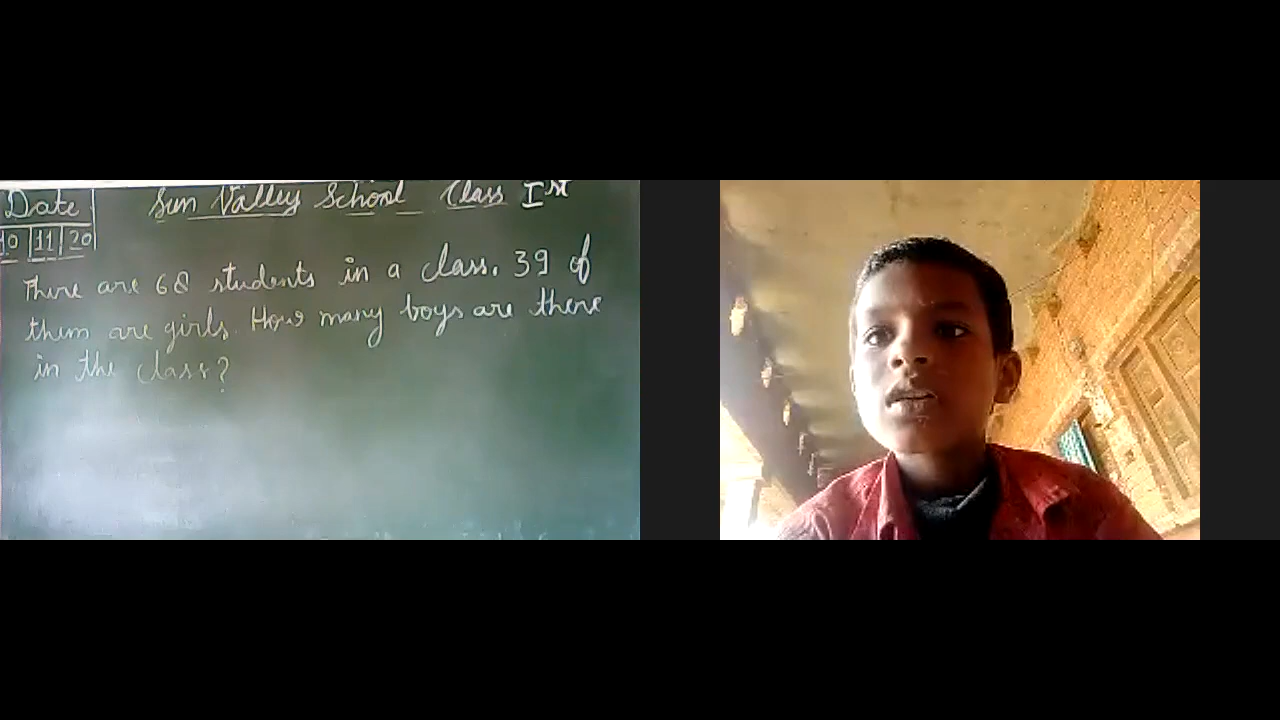 Date
Sun Valley School Class Ist
10 | 11 | 20
There are 68 students in a class. 39 of
them are girls. How many boys are there
in the class?